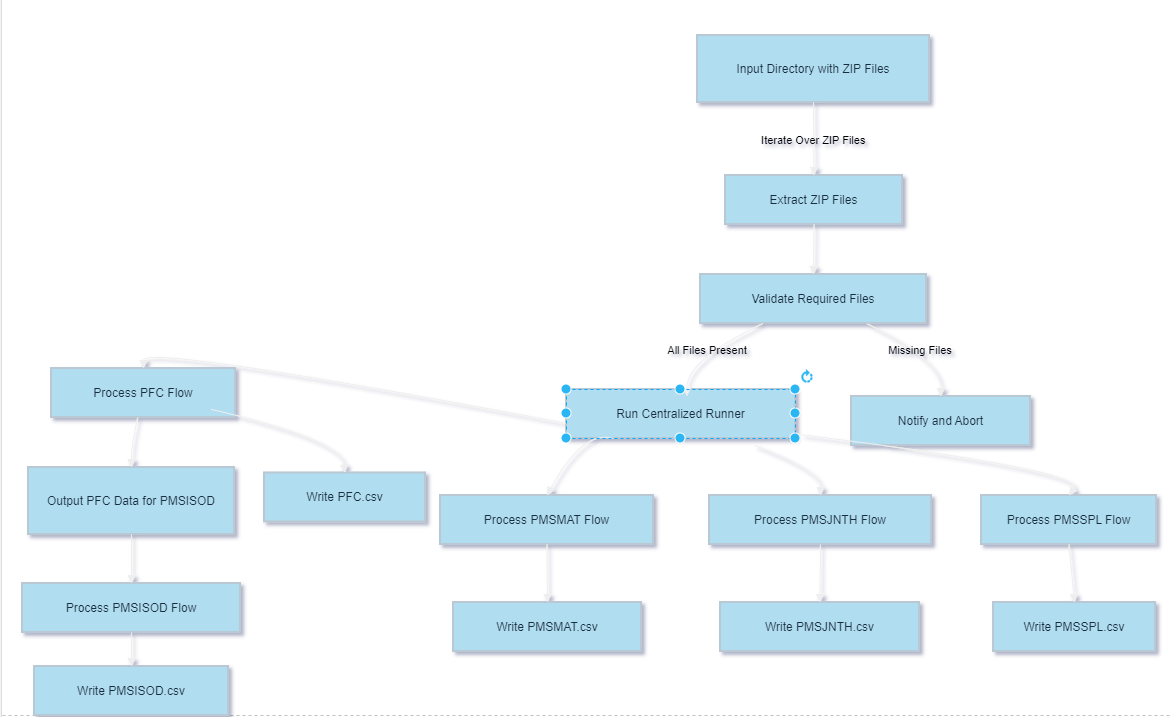 Input Directory with ZIP Files
Iterate Over ZIP Files
Extract ZIP Files
Validate Required Files
All Files Present
Missing Files
Process PFC Flow
Run Centralized Runner
Notify and Abort
Output PFC Data for PMSISOD
Write PFC.csv
Process PMSMAT Flow
Process PMSJNTH Flow
Process PMSSPL Flow
Process PMSISOD Flow
Write PMSMAT.csv
Write PMSJNTH.csv
Write PMSSPL.csv
Write PMSISOD.csv